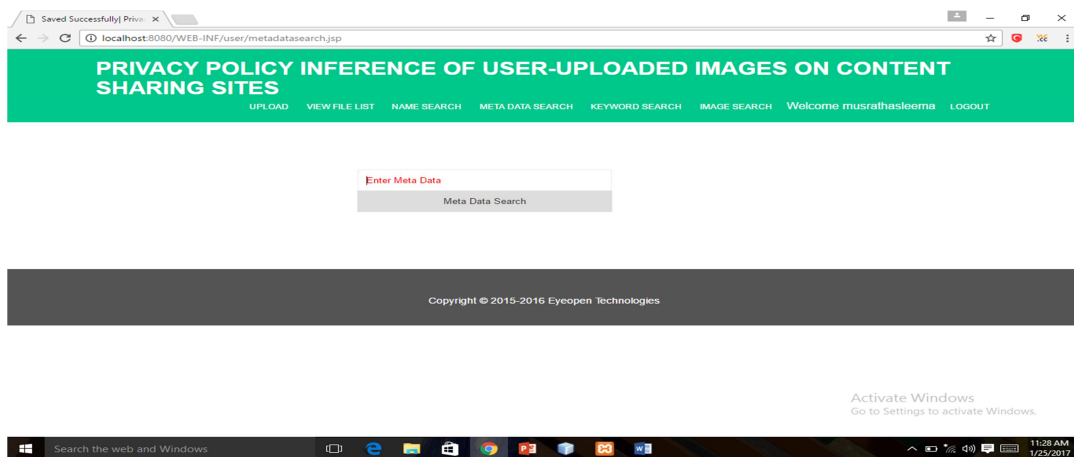 Saved Successfully| Priva
localhost:8080/WEB-INF/user/metadatasearch.jsp
PRIVACY POLICY INFERENCE OF USER-UPLOADED IMAGES ON CONTENT
SHARING SITES
UPLOAD VIEW FILE LIST NAME SEARCH META DATA SEARCH KEYWORD SEARCH IMAGE SEARCH Welcome musrathasleema LOGOUT
Enter Meta Data
Meta Data Search
Copyright © 2015-2016 Eyeopen Technologies
Activate Windows
Go to Settings to activate Windows.
Search the web and Windows
11:28 AM
1/25/2017